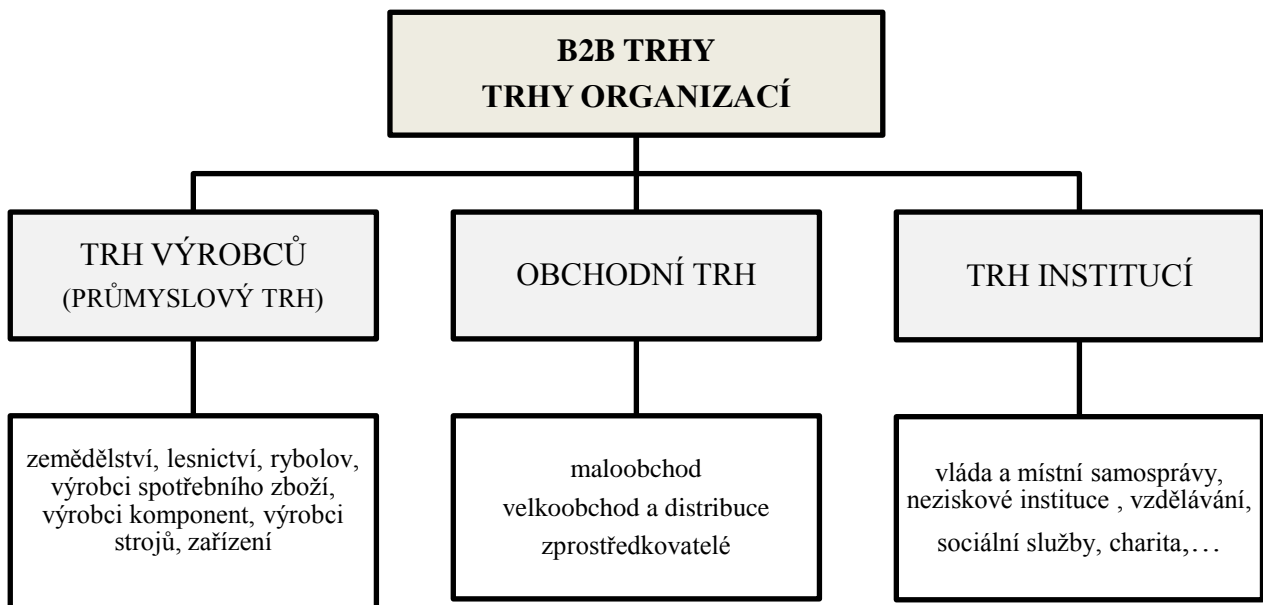 B2B TRHY
TRHY ORGANIZACÍ
TRH VÝROBCŮ
(PRŮMYSLOVÝ TRH)
OBCHODNÍ TRH
TRH INSTITUCÍ
zemědělství, lesnictví, rybolov,
výrobci spotřebního zboží,
výrobci komponent, výrobci
strojů, zařízení
maloobchod
velkoobchod a distribuce
zprostředkovatelé
vláda a místní samosprávy,
neziskové instituce , vzdělávání,
sociální služby, charita,…